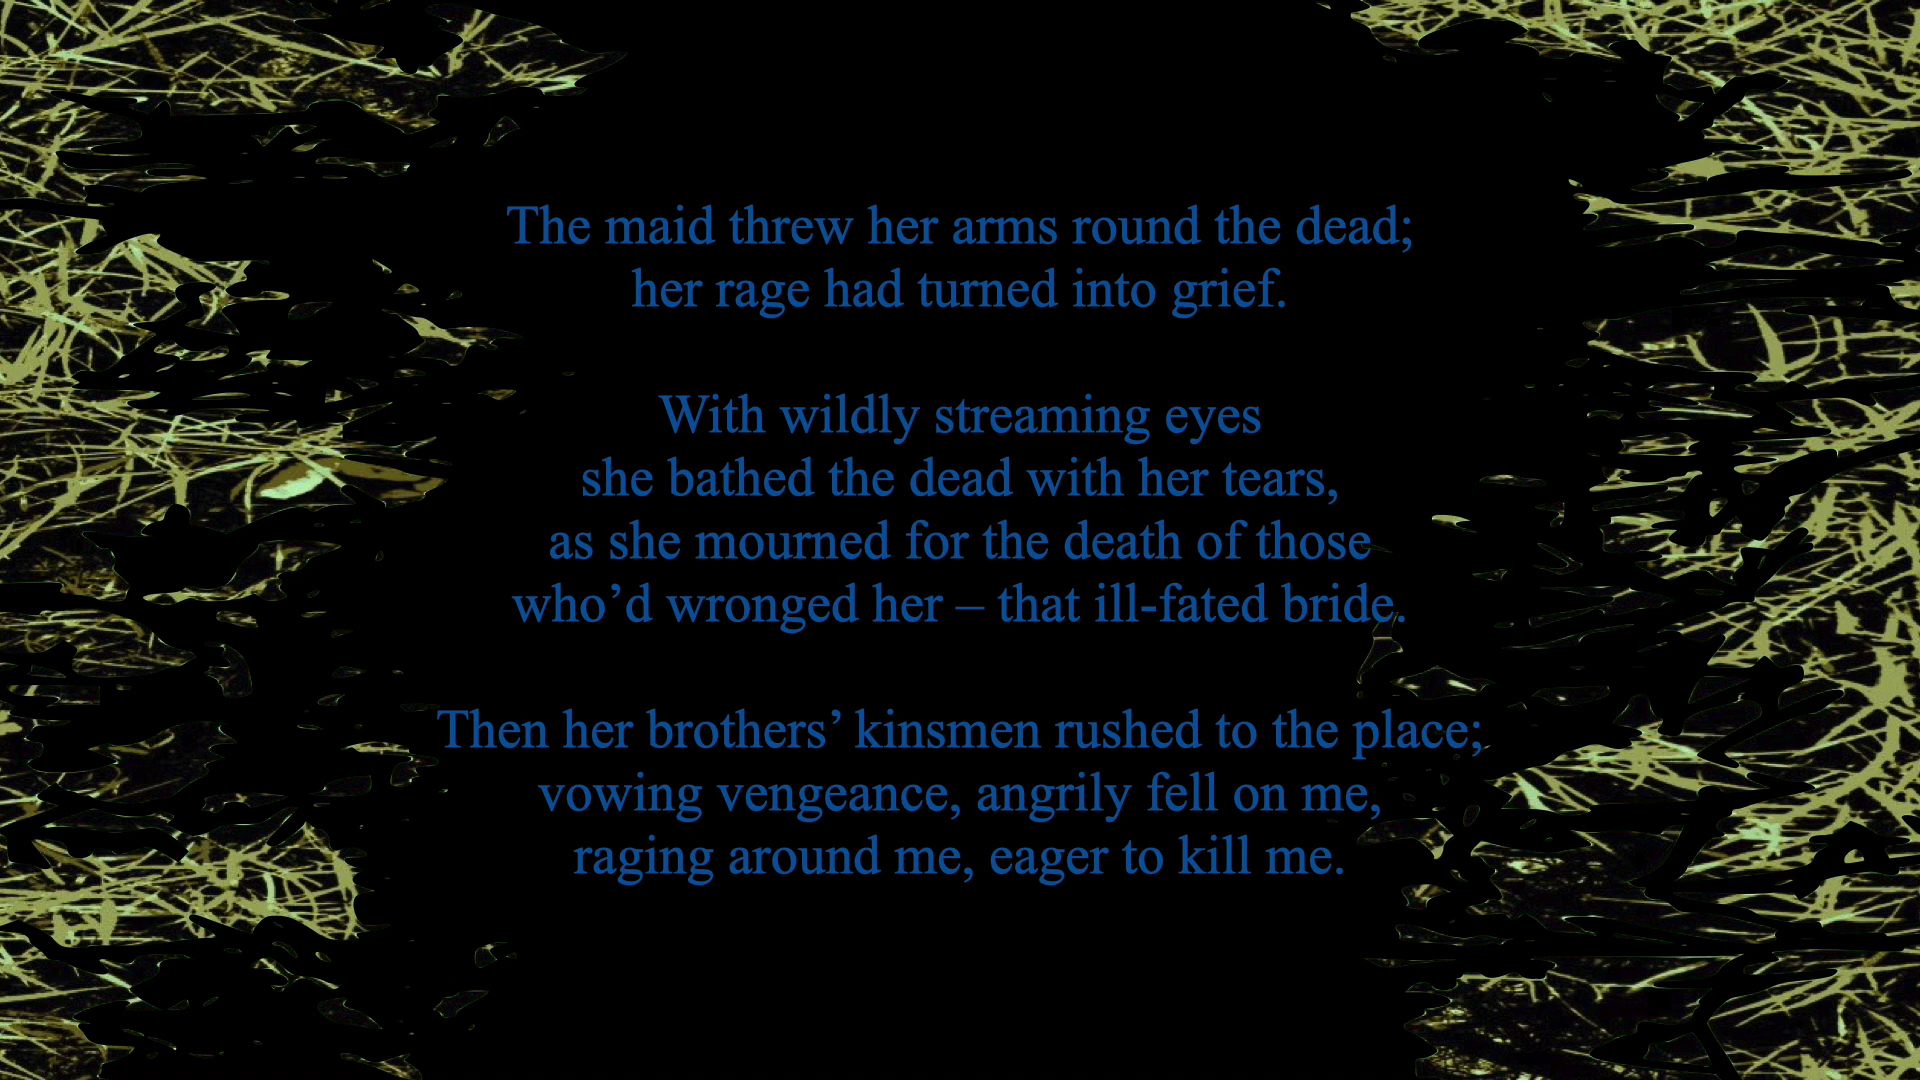 The maid threw her arms round the dead;
her rage had turned into grief.
With wildly streaming eyes
she bathed the dead with her tears,
as she mourned for the death of those
who’d wronged her – that ill-fated bride.
Then her brothers’ kinsmen rushed to the place;
vowing vengeance, angrily fell on me,
raging around me, eager to kill me.